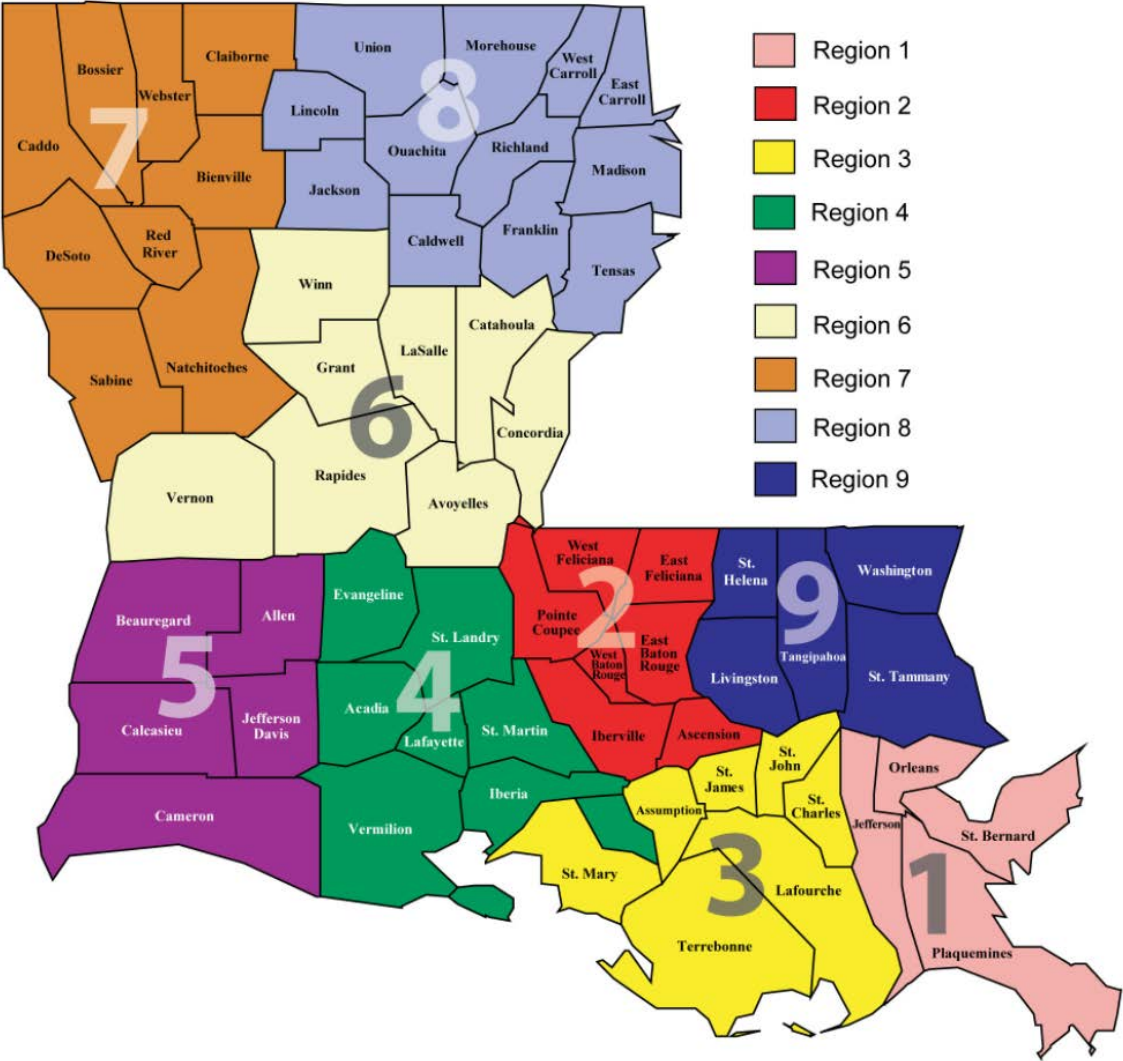 Bossier
Claiborne
Union
Morehouse
West
Carroll
East
Carroll
Webster
Lincoln
7
8
Caddo
Ouachita
Richland
Bienville
Jackson
Madison
Red
River
DeSoto
Caldwell
Franklin
Tensas
Winn
Catahoula
Sabine
Natchitoches
Grant
LaSalle
6
Concordia
Vernon
Rapides
Avoyelles
Region 1
Region 2
Region 3
Region 4
Region 5
Region 6
Region 7
Region 8
Region 9
Beauregard
Allen
Evangeline
St. Landry
5
4
Calcasieu
Jefferson
Davis
Acadia
Lafayette
St. Martin
Iberia
Cameron
Vermilion
West
Feliciana
East
Feliciana
2
Pointe
Coupee
West
Baton
Rouge
East
Baton
Rouge
Iberville
Ascension
St.
Helena
9
Washington
Tangipahoa
Livingston
St. Tammany
St.
John
St.
James
St.
Charles
Assumption
St. Mary
3
Lafourche
Terrebonne
Orleans
Jefferson
St. Bernard
1
Plaquemines